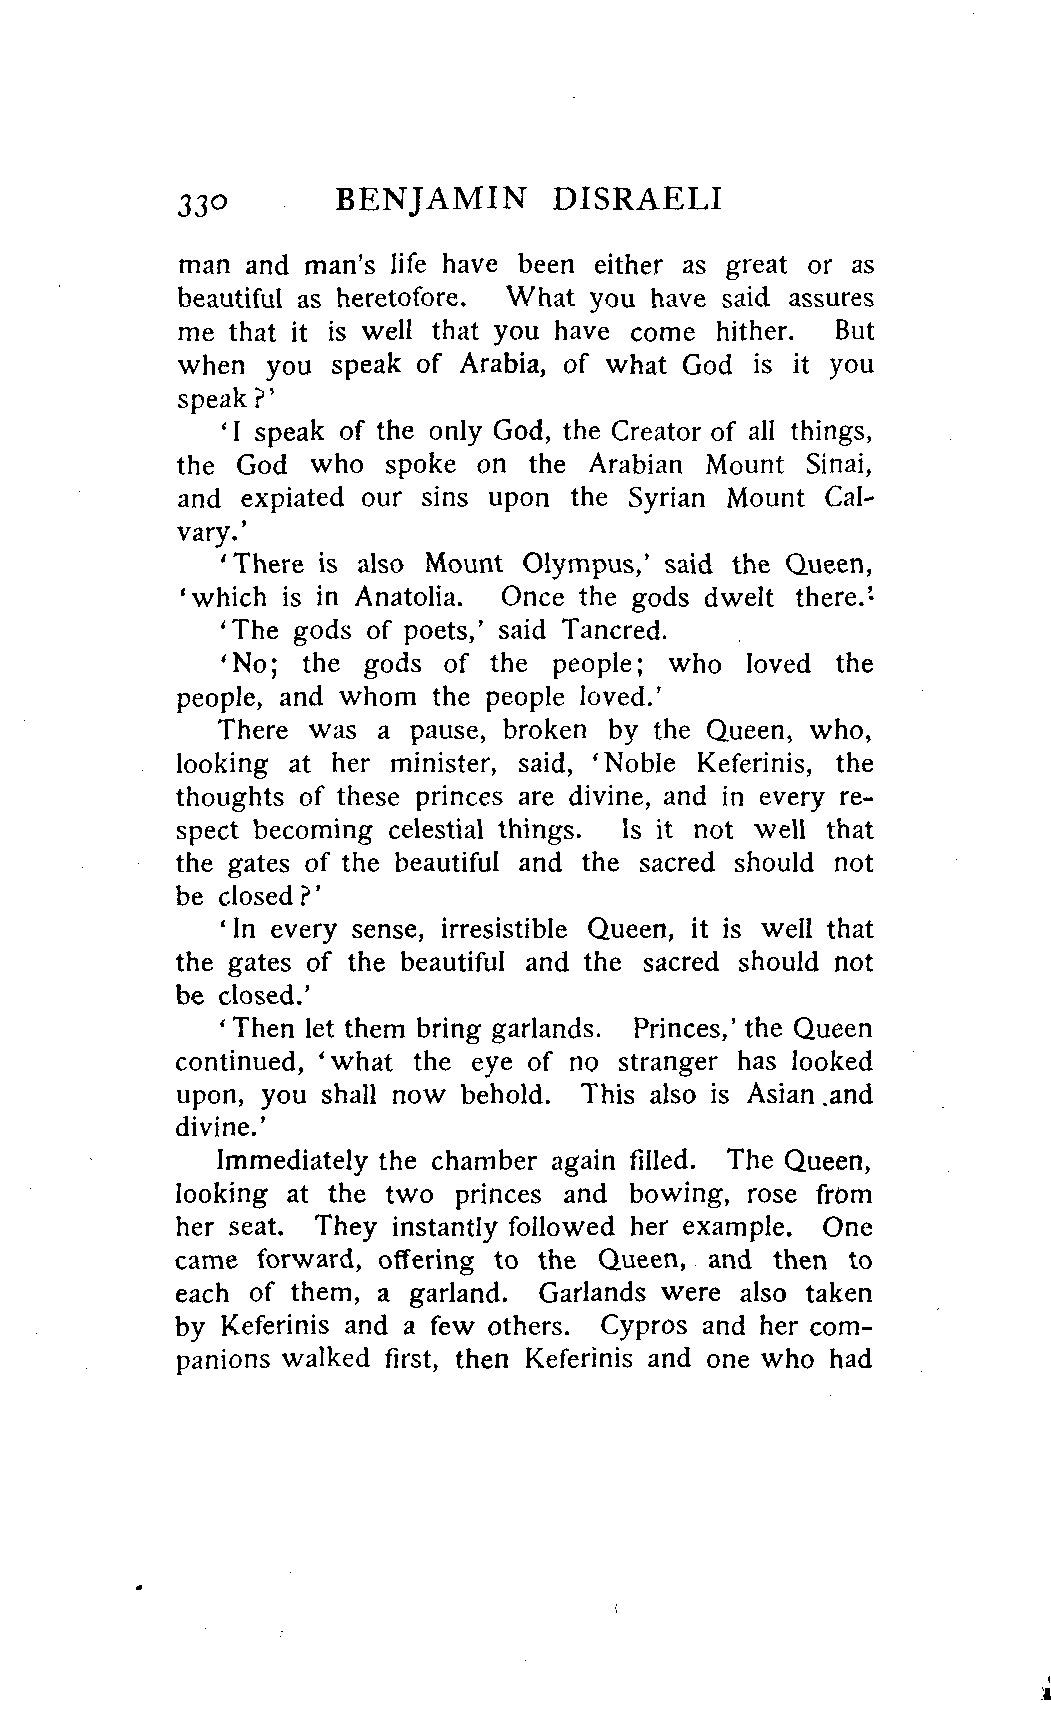 330 BENJAMIN DISRAELI
man and man's life have been either as great or as
beautiful as heretofore. What you have said assures
me that it is well that you have come hither. But
when you speak of Arabia, of what God is it you
speak?'
'I speak of the only God, the Creator of all things,
the God who spoke on the Arabian Mount Sinai,
and expiated our sins upon the Syrian Mount Cal-
vary.'
'There is also Mount Olympus,' said the Queen,
'which is in Anatolia. Once the gods dwelt there.'
'The gods of poets,' said Tancred.
'No; the gods of the people; who loved the
people, and whom the people loved.'
There was a pause, broken by the Queen, who,
looking at her minister, said, 'Noble Keferinis, the
thoughts of these princes are divine, and in every re-
spect becoming celestial things. Is it not well that
the gates of the beautiful and the sacred should not
be closed?'
'In every sense, irresistible Queen, it is well that
the gates of the beautiful and the sacred should not
be closed.'
'Then let them bring garlands. Princes,' the Queen
continued, 'what the eye of no stranger has looked
upon, you shall now behold. This also is Asian and
divine.'
Immediately the chamber again filled. The Queen,
looking at the two princes and bowing, rose from
her seat. They instantly followed her example. One
came forward, offering to the Queen, and then to
each of them, a garland. Garlands were also taken
by Keferinis and a few others. Cypros and her com-
panions walked first, then Keferinis and one who had